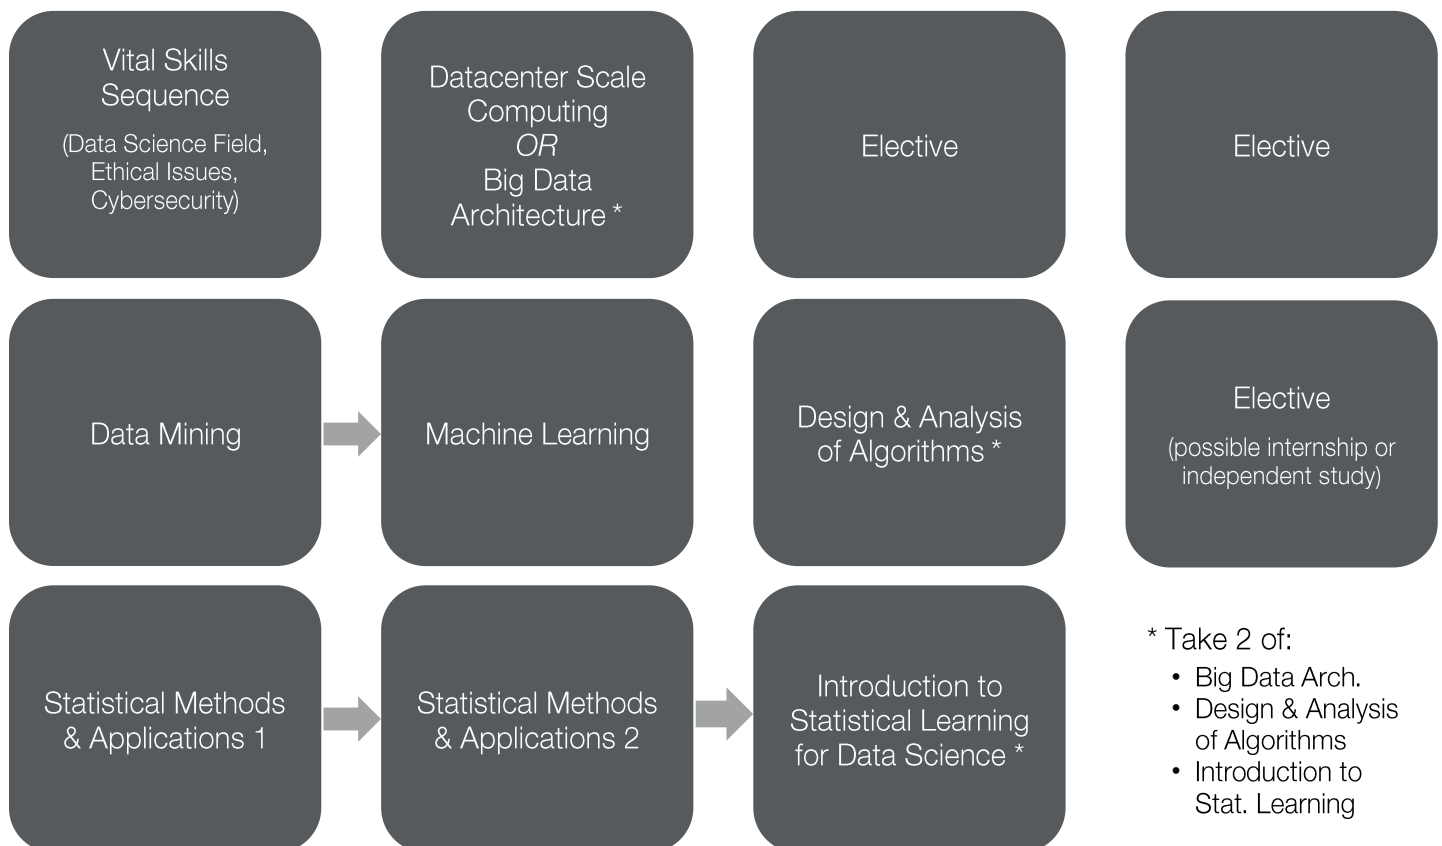 Vital Skills
Sequence
(Data Science Field,
Ethical Issues,
Cybersecurity)
Datacenter Scale
Computing
OR
Big Data
Architecture *
Elective
Elective
Data Mining
Machine Learning
Design & Analysis
of Algorithms *
Elective
(possible internship or
independent study)
Statistical Methods
& Applications 1
Statistical Methods
& Applications 2
Introduction to
Statistical Learning
for Data Science *
* Take 2 of:
• Big Data Arch.
• Design & Analysis
of Algorithms
• Introduction to
Stat. Learning